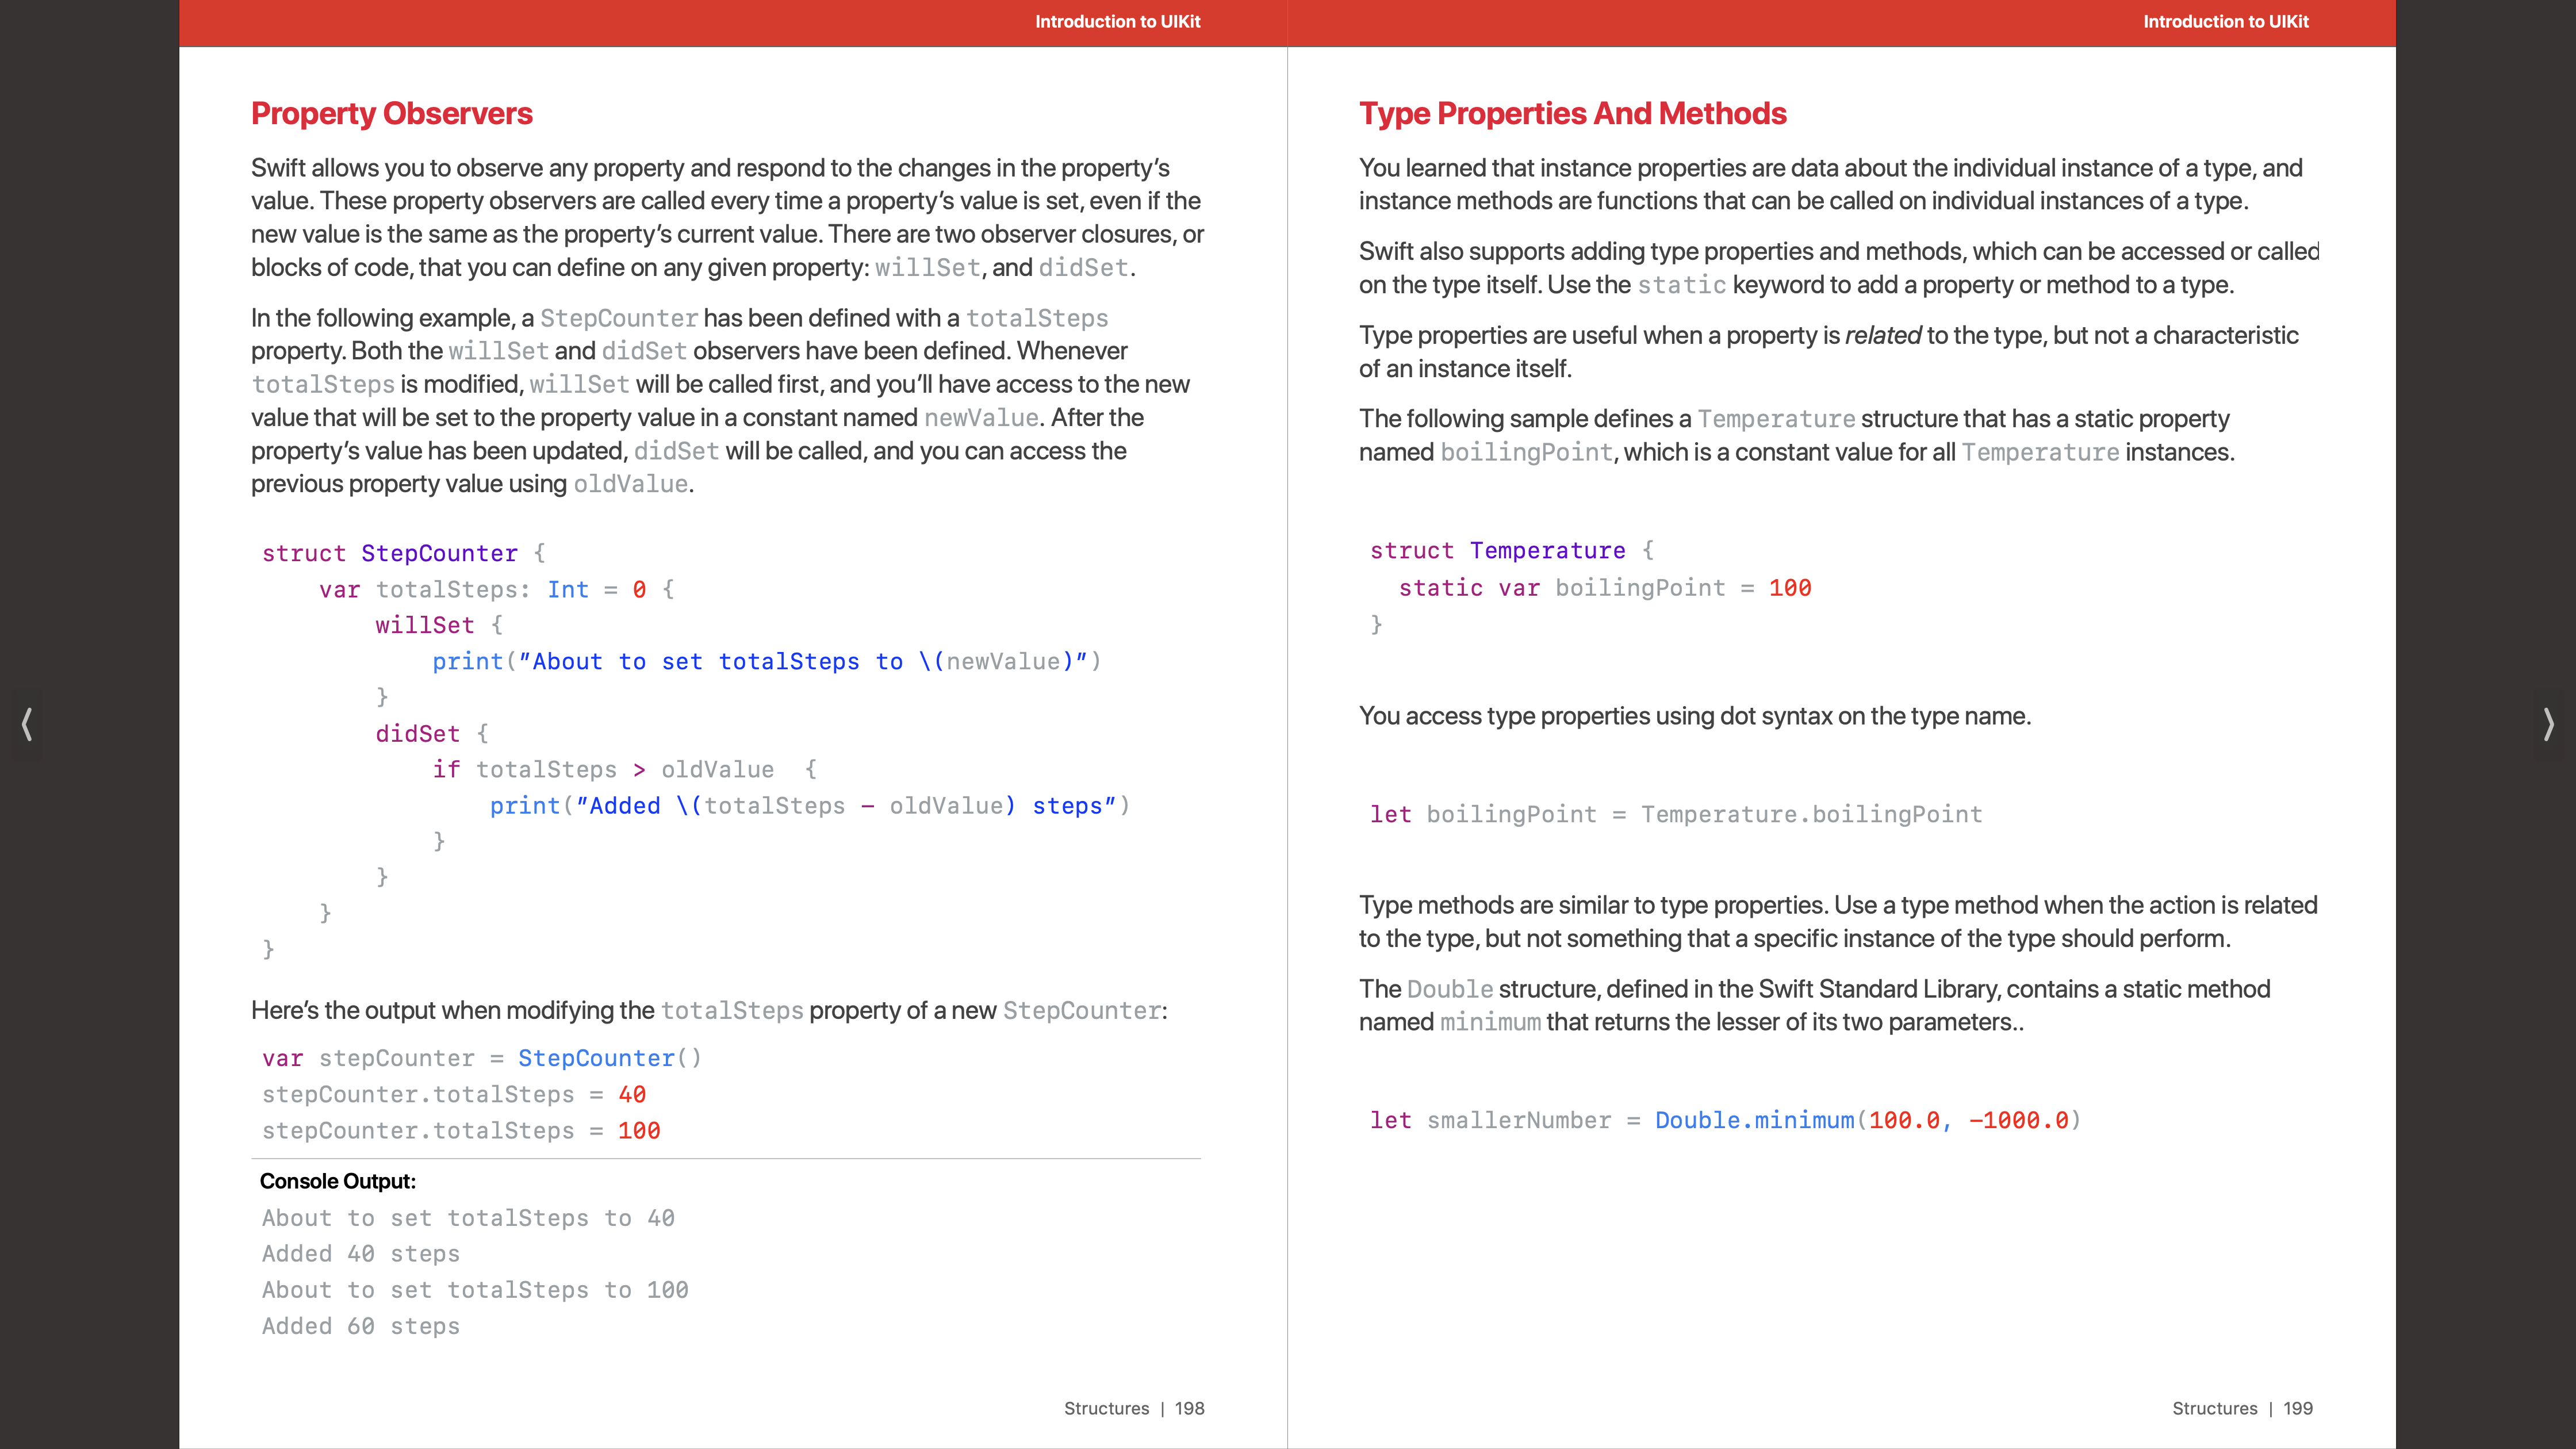 Introduction to UIKit
Property Observers
Swift allows you to observe any property and respond to the changes in the property’s
value. These property observers are called every time a property’s value is set, even if the
new value is the same as the property’s current value. There are two observer closures, or
blocks of code, that you can define on any given property: willSet, and didSet.
In the following example, a StepCounter has been defined with a totalSteps
property. Both the willSet and didSet observers have been defined. Whenever
totalSteps is modified, willSet will be called first, and you’ll have access to the new
value that will be set to the property value in a constant named newValue. After the
property’s value has been updated, didSet will be called, and you can access the
previous property value using oldValue.
struct StepCounter {
    var totalSteps: Int = 0 {
        willSet {
            print(”About to set totalSteps to \(newValue)”)
        }
        didSet {
            if totalSteps > oldValue  {
                print(”Added \(totalSteps – oldValue) steps”)
            }
        }
    }
}
Here’s the output when modifying the totalSteps property of a new StepCounter:
var stepCounter = StepCounter()
stepCounter.totalSteps = 40
stepCounter.totalSteps = 100
Console Output:
About to set totalSteps to 40
Added 40 steps
About to set totalSteps to 100
Added 60 steps
Structures | 198
Introduction to UIKit
Type Properties And Methods
You learned that instance properties are data about the individual instance of a type, and
instance methods are functions that can be called on individual instances of a type.
Swift also supports adding type properties and methods, which can be accessed or called
on the type itself. Use the static keyword to add a property or method to a type.
Type properties are useful when a property is related to the type, but not a characteristic
of an instance itself.
The following sample defines a Temperature structure that has a static property
named boilingPoint, which is a constant value for all Temperature instances.
struct Temperature {
  static var boilingPoint = 100
}
You access type properties using dot syntax on the type name.
let boilingPoint = Temperature.boilingPoint
Type methods are similar to type properties. Use a type method when the action is related
to the type, but not something that a specific instance of the type should perform.
The Double structure, defined in the Swift Standard Library, contains a static method
named minimum that returns the lesser of its two parameters..
let smallerNumber = Double.minimum(100.0, –1000.0)
Structures | 199